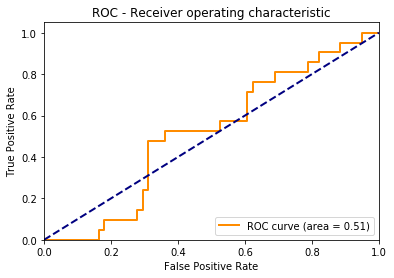 ROC - Receiver operating characteristic
1.0
0.8
0.6
0.4
0.2
0.0
True Positive Rate
ROC curve (area = 0.51)
0.0 0.2 0.4 0.6 0.8 1.0
False Positive Rate